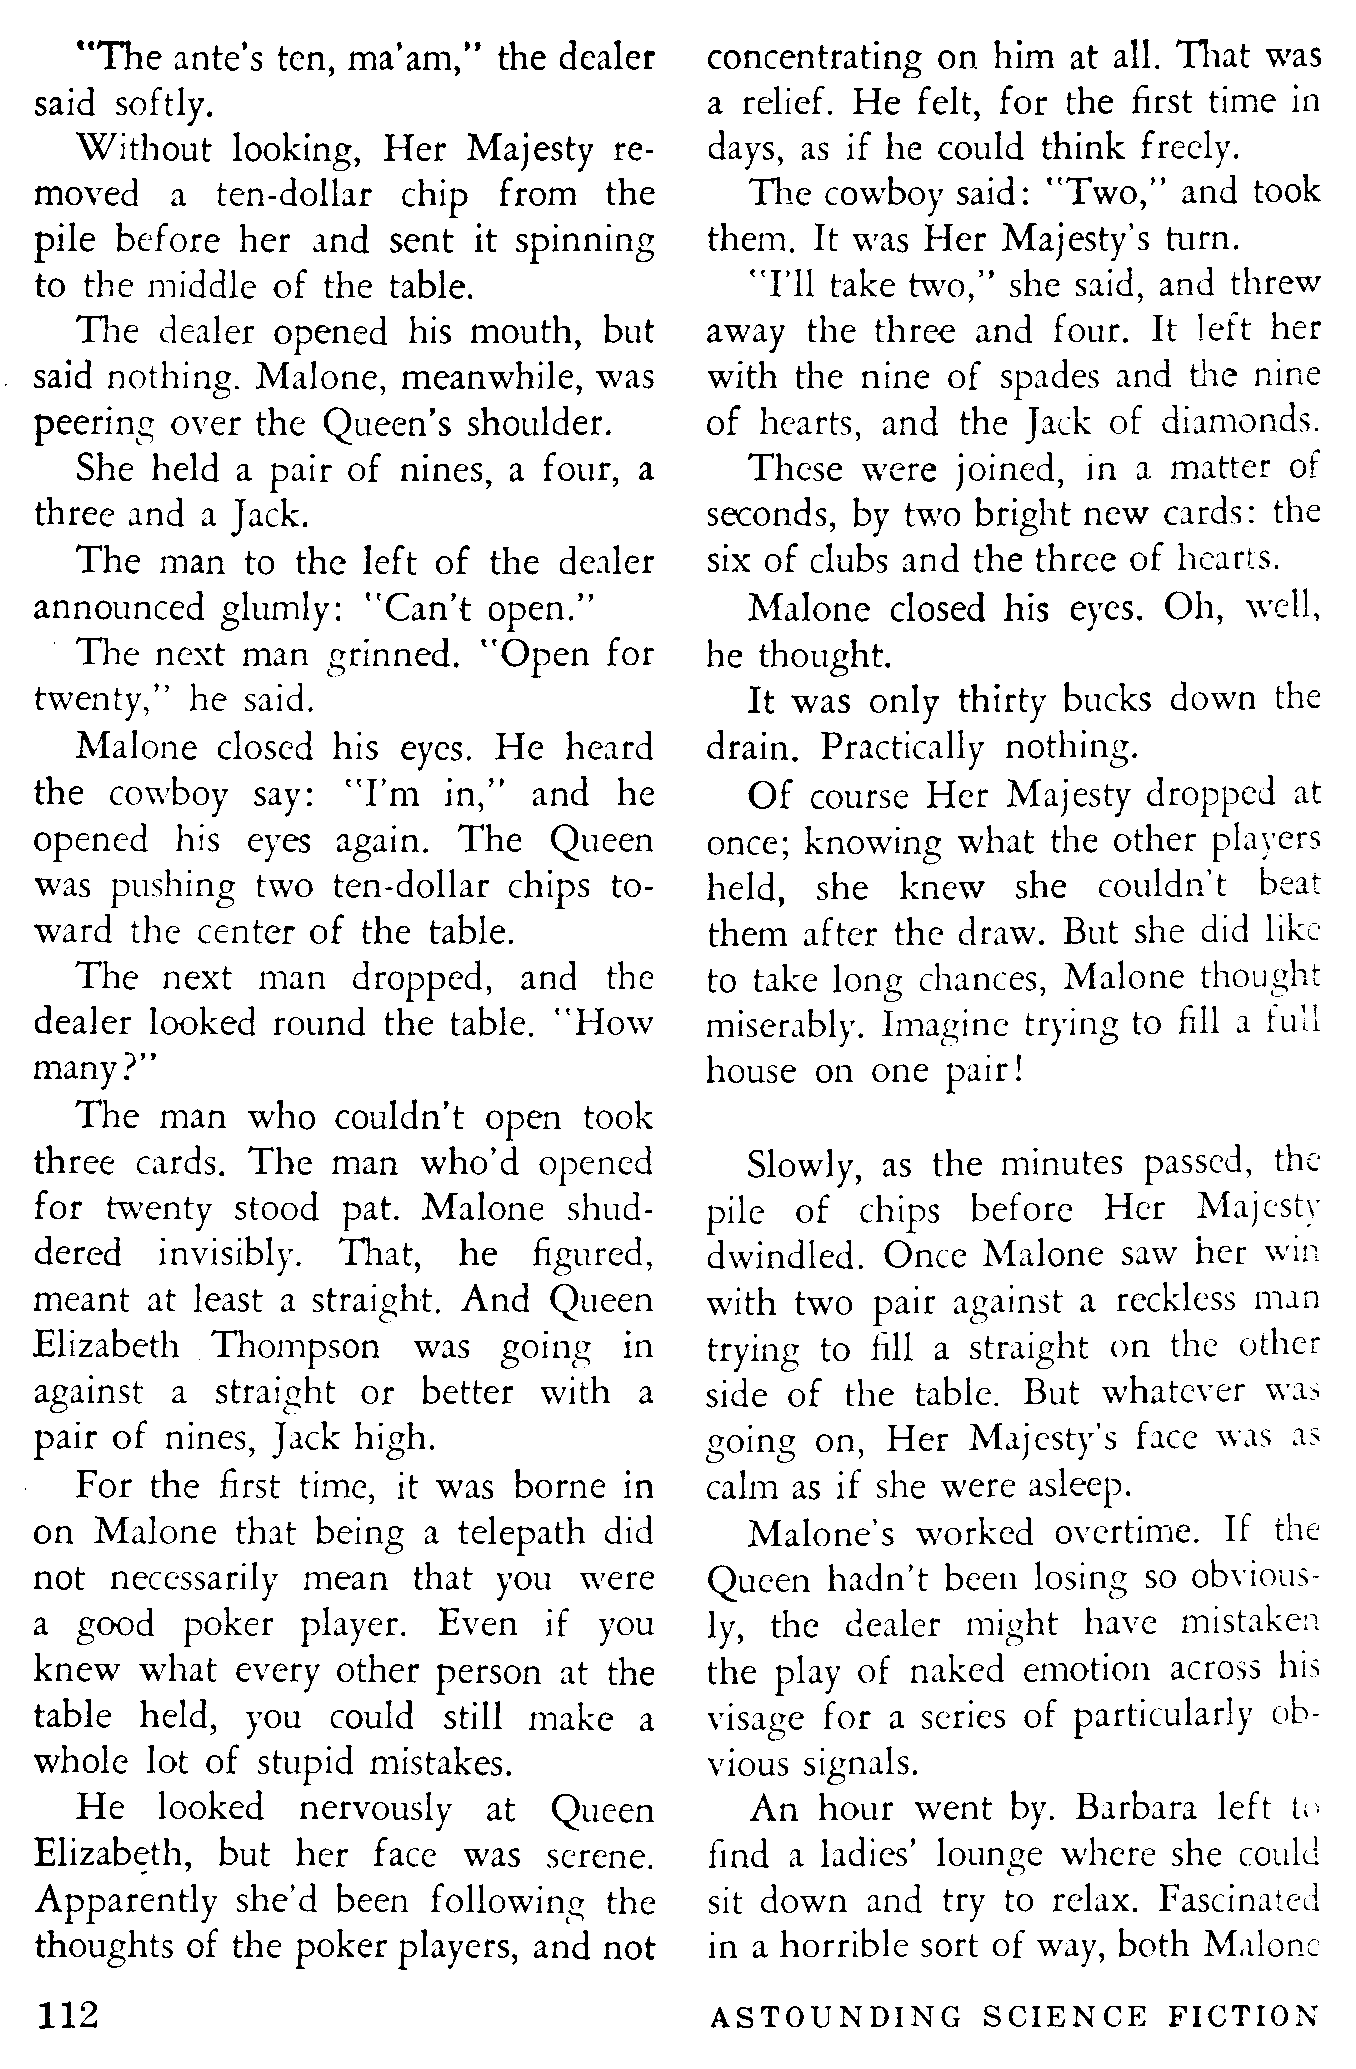 "The ante's ten, ma'am," the dealer
said softly.
Without looking, Her Majesty re-
moved a ten-dollar chip from the
pile before her and sent it spinning
to the middle of the table.
The dealer opened his mouth, but
said nothing. Malone, meanwhile, was
peering over the Queen's shoulder.
She held a pair of nines, a four, a
three and a Jack.
The man to the left of the dealer
announced glumly: "Can't open."
The next man grinned. "Open for
twenty," he said.
Malone closed his eyes. He heard
the cowboy say: "I'm in," and he
opened his eyes again. The Queen
was pushing two ten-dollar chips to-
ward the center of the table.
The next man dropped, and the
dealer looked round the table. "How
many?"
The man who couldn't open took
three cards. The man who'd opened
for twenty stood pat. Malone shud-
dered invisibly. That, he figured,
meant at least a straight. And Queen
Elizabeth Thompson was going in
against a straight or better with a
pair of nines, Jack high.
For the first time, it was borne in
on Malone that being a telepath did
not necessarily mean that you were
a good poker player. Even if you
knew what every other person at the
table held, you could still make a
whole lot of stupid mistakes.
He looked nervously at Queen
Elizabeth, but her face was serene.
Apparently she'd been following the
thoughts of the poker players, and not
concentrating on him at all. That was
a relief. He felt, for the first time in
days, as if he could think freely.
The cowboy said: "Two," and took
them. It was Her Majesty's turn.
"I'll take two," she said, and threw
away the three and four. It left her
with the nine of spades and the nine
of hearts, and the Jack of diamonds.
These were joined, in a matter of
seconds, by two bright new cards: the
six of clubs and the three of hearts.
Malone closed his eyes. Oh, well,
he thought.
It was only thirty bucks down the
drain. Practically nothing.
Of course Her Majesty dropped at
once; knowing what the other players
held, she knew she couldn't beat
them after the draw. But she did like
to take long chances, Malone thought
miserably. Imagine trying to fill a full
house on one pair!
Slowly, as the minutes passed, the
pile of chips before Her Majesty
dwindled. Once Malone saw her win
with two pair against a reckless man
trying to fill a straight on the other
side of the table. But whatever was
going on, Her Majesty's face was as
calm as if she were asleep.
Malone's worked overtime. If the
Queen hadn't been losing so obvious-
ly, the dealer might have mistaken
the play of naked emotion across his
visage for a series of particularly ob-
vious signals.
An hour went by. Barbara left to
find a ladies' lounge where she could
sit down and try to relax. Fascinated
in a horrible sort of way, both Malone
112
ASTOUNDING SCIENCE FICTION